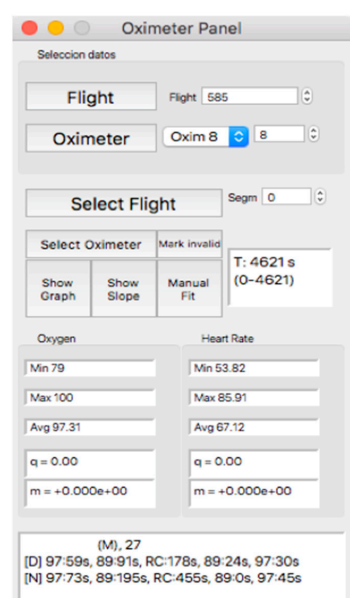 Oximeter Panel
Seleccion datos
Flight
Flight 585
Oximeter
Oxim 8
8
Select Flight
Segm 0
Select Oximeter
Mark invalid
T: 4621 s
(0-4621)
Show
Graph
Show
Slope
Manual
Fit
Oxygen
Heart Rate
Min 79
Min 53.82
Max 100
Max 85.91
Avg 97.31
Avg 67.12
q = 0.00
q = 0.00
m = +0.000e+00
m = +0.000e+00
(M), 27
[D] 97:59s, 89:91s, RC:178s, 89:24s, 97:30s
[N] 97:73s, 89:195s, RC:455s, 89:0s, 97:45s